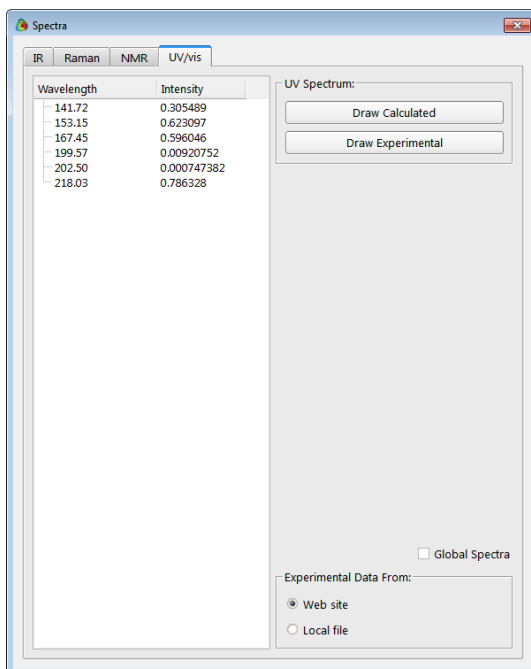 Spectra
IR Raman NMR UV/vis
Wavelength Intensity
141.72 0.305489
153.15 0.623097
167.45 0.596046
199.57 0.00920752
202.50 0.000747382
218.03 0.786328
UV Spectrum:
Draw Calculated
Draw Experimental
Global Spectra
Experimental Data From:
Web site
Local file